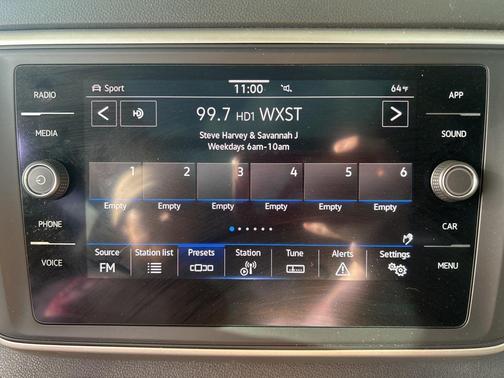 RADIO
MEDIA
PHONE
VOICE
Sport 11:00 64°F
99.7 HD1 WXST
Steve Harvey & Savannah J
Weekdays 6am-10am
1 2 3 4 5 6
Empty Empty Empty Empty Empty Empty
Source Station list Presets Station Tune Alerts Settings
FM
APP
SOUND
CAR
MENU